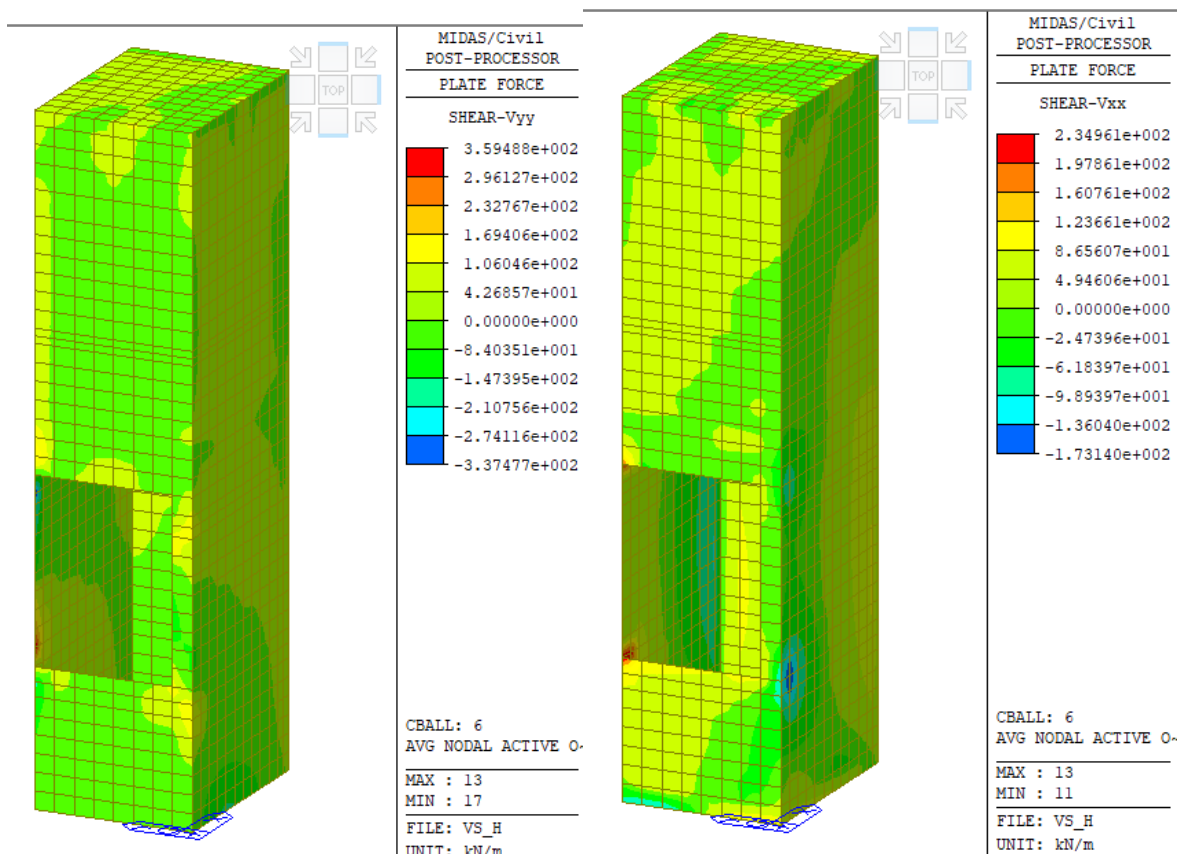 TOP
MIDAS/Civil
POST-PROCESSOR
PLATE FORCE
SHEAR-Vyy
3.59488e+002
2.96127e+002
2.32767e+002
1.69406e+002
1.06046e+002
4.26857e+001
0.00000e+000
-8.40351e+001
-1.47395e+002
-2.10756e+002
-2.74116e+002
-3.37477e+002
CBALL: 6
AVG NODAL ACTIVE O~
MAX : 13
MIN : 17
FILE: VS_H
UNIT: kN/m
TOP
MIDAS/Civil
POST-PROCESSOR
PLATE FORCE
SHEAR-Vxx
2.34961e+002
1.97861e+002
1.60761e+002
1.23661e+002
8.65607e+001
4.94606e+001
0.00000e+000
-2.47396e+001
-6.18397e+001
-9.89397e+001
-1.36040e+002
-1.73140e+002
CBALL: 6
AVG NODAL ACTIVE O~
MAX : 13
MIN : 11
FILE: VS_H
UNIT: kN/m